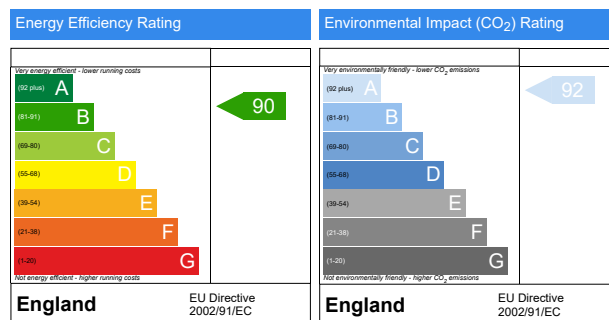 Energy Efficiency Rating
Very energy efficient - lower running costs
(92 plus) A
(81-91) B
(69-80) C
(55-68) D
(39-54) E
(21-38) F
(1-20) G
Not energy efficient - higher running costs
90
England
EU Directive
2002/91/EC
Environmental Impact (CO₂) Rating
Very environmentally friendly - lower CO₂ emissions
(92 plus) A
(81-91) B
(69-80) C
(55-68) D
(39-54) E
(21-38) F
(1-20) G
Not environmentally friendly - higher CO₂ emissions
92
England
EU Directive
2002/91/EC